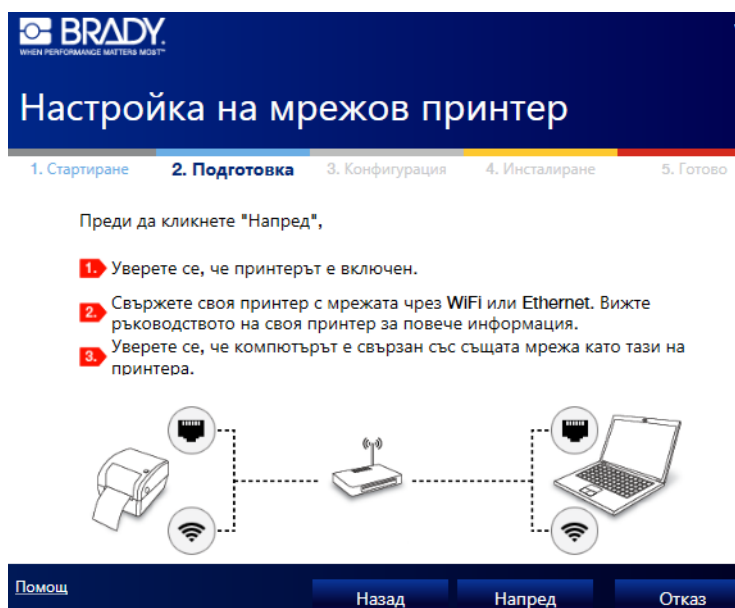 BRADY.
WHEN PERFORMANCE MATTERS MOST™
Настройка на мрежов принтер
1. Стартиране 2. Подготовка 3. Конфигурация 4. Инсталиране 5. Готово
Преди да кликнете "Напред",
1. Уверете се, че принтерът е включен.
2. Свържете своя принтер с мрежата чрез WiFi или Ethernet. Вижте
ръководството на своя принтер за повече информация.
3. Уверете се, че компютърът е свързан със същата мрежа като тази на
принтера.
Помощ Назад Напред Отказ